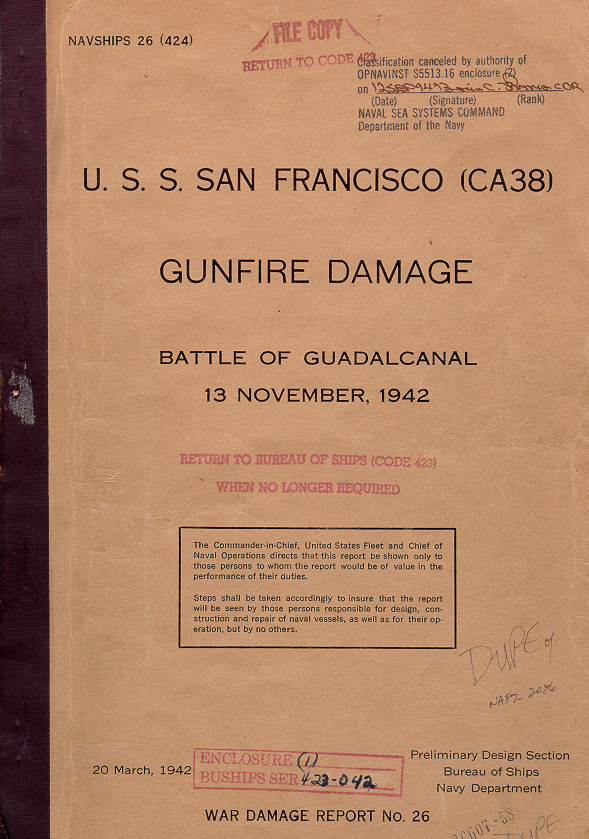 NAVSHIPS 26 (424)
FILE COPY
RETURN TO CODE 423
Classification canceled by authority of
OPNAVINST S5513.16 enclosure (2)
on
(Date) (Signature) (Rank)
NAVAL SEA SYSTEMS COMMAND
Department of the Navy
U. S. S. SAN FRANCISCO (CA38)
GUNFIRE DAMAGE
BATTLE OF GUADALCANAL
13 NOVEMBER, 1942
RETURN TO BUREAU OF SHIPS (CODE 423)
WHEN NO LONGER REQUIRED
The Commander-in-Chief, United States Fleet and Chief of
Naval Operations directs that this report be shown only to
those persons to whom the report would be of value in the
performance of their duties.
Steps shall be taken accordingly to insure that the report
will be seen by those persons responsible for design, con-
struction and repair of naval vessels, as well as for their op-
eration, but by no others.
DUPE of
NA87-2086
20 March, 1942
ENCLOSURE (1)
BUSHIPS SER 423-042
Preliminary Design Section
Bureau of Ships
Navy Department
WAR DAMAGE REPORT No. 26
DUPE